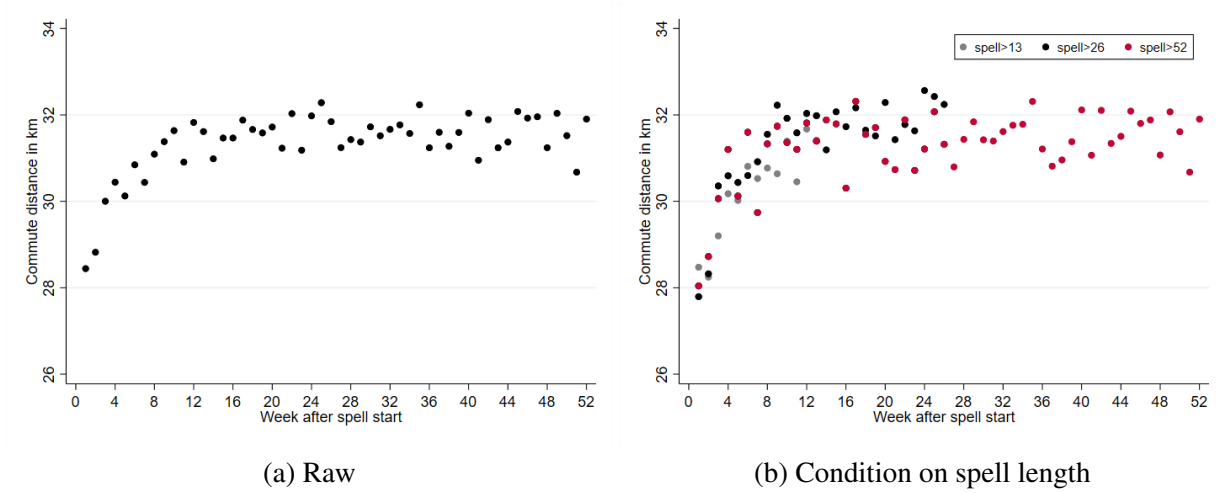 Commute distance in km
34
32
30
28
26
0 4 8 12 16 20 24 28 32 36 40 44 48 52
Week after spell start
(a) Raw
spell>13 spell>26 spell>52
Commute distance in km
34
32
30
28
26
0 4 8 12 16 20 24 28 32 36 40 44 48 52
Week after spell start
(b) Condition on spell length